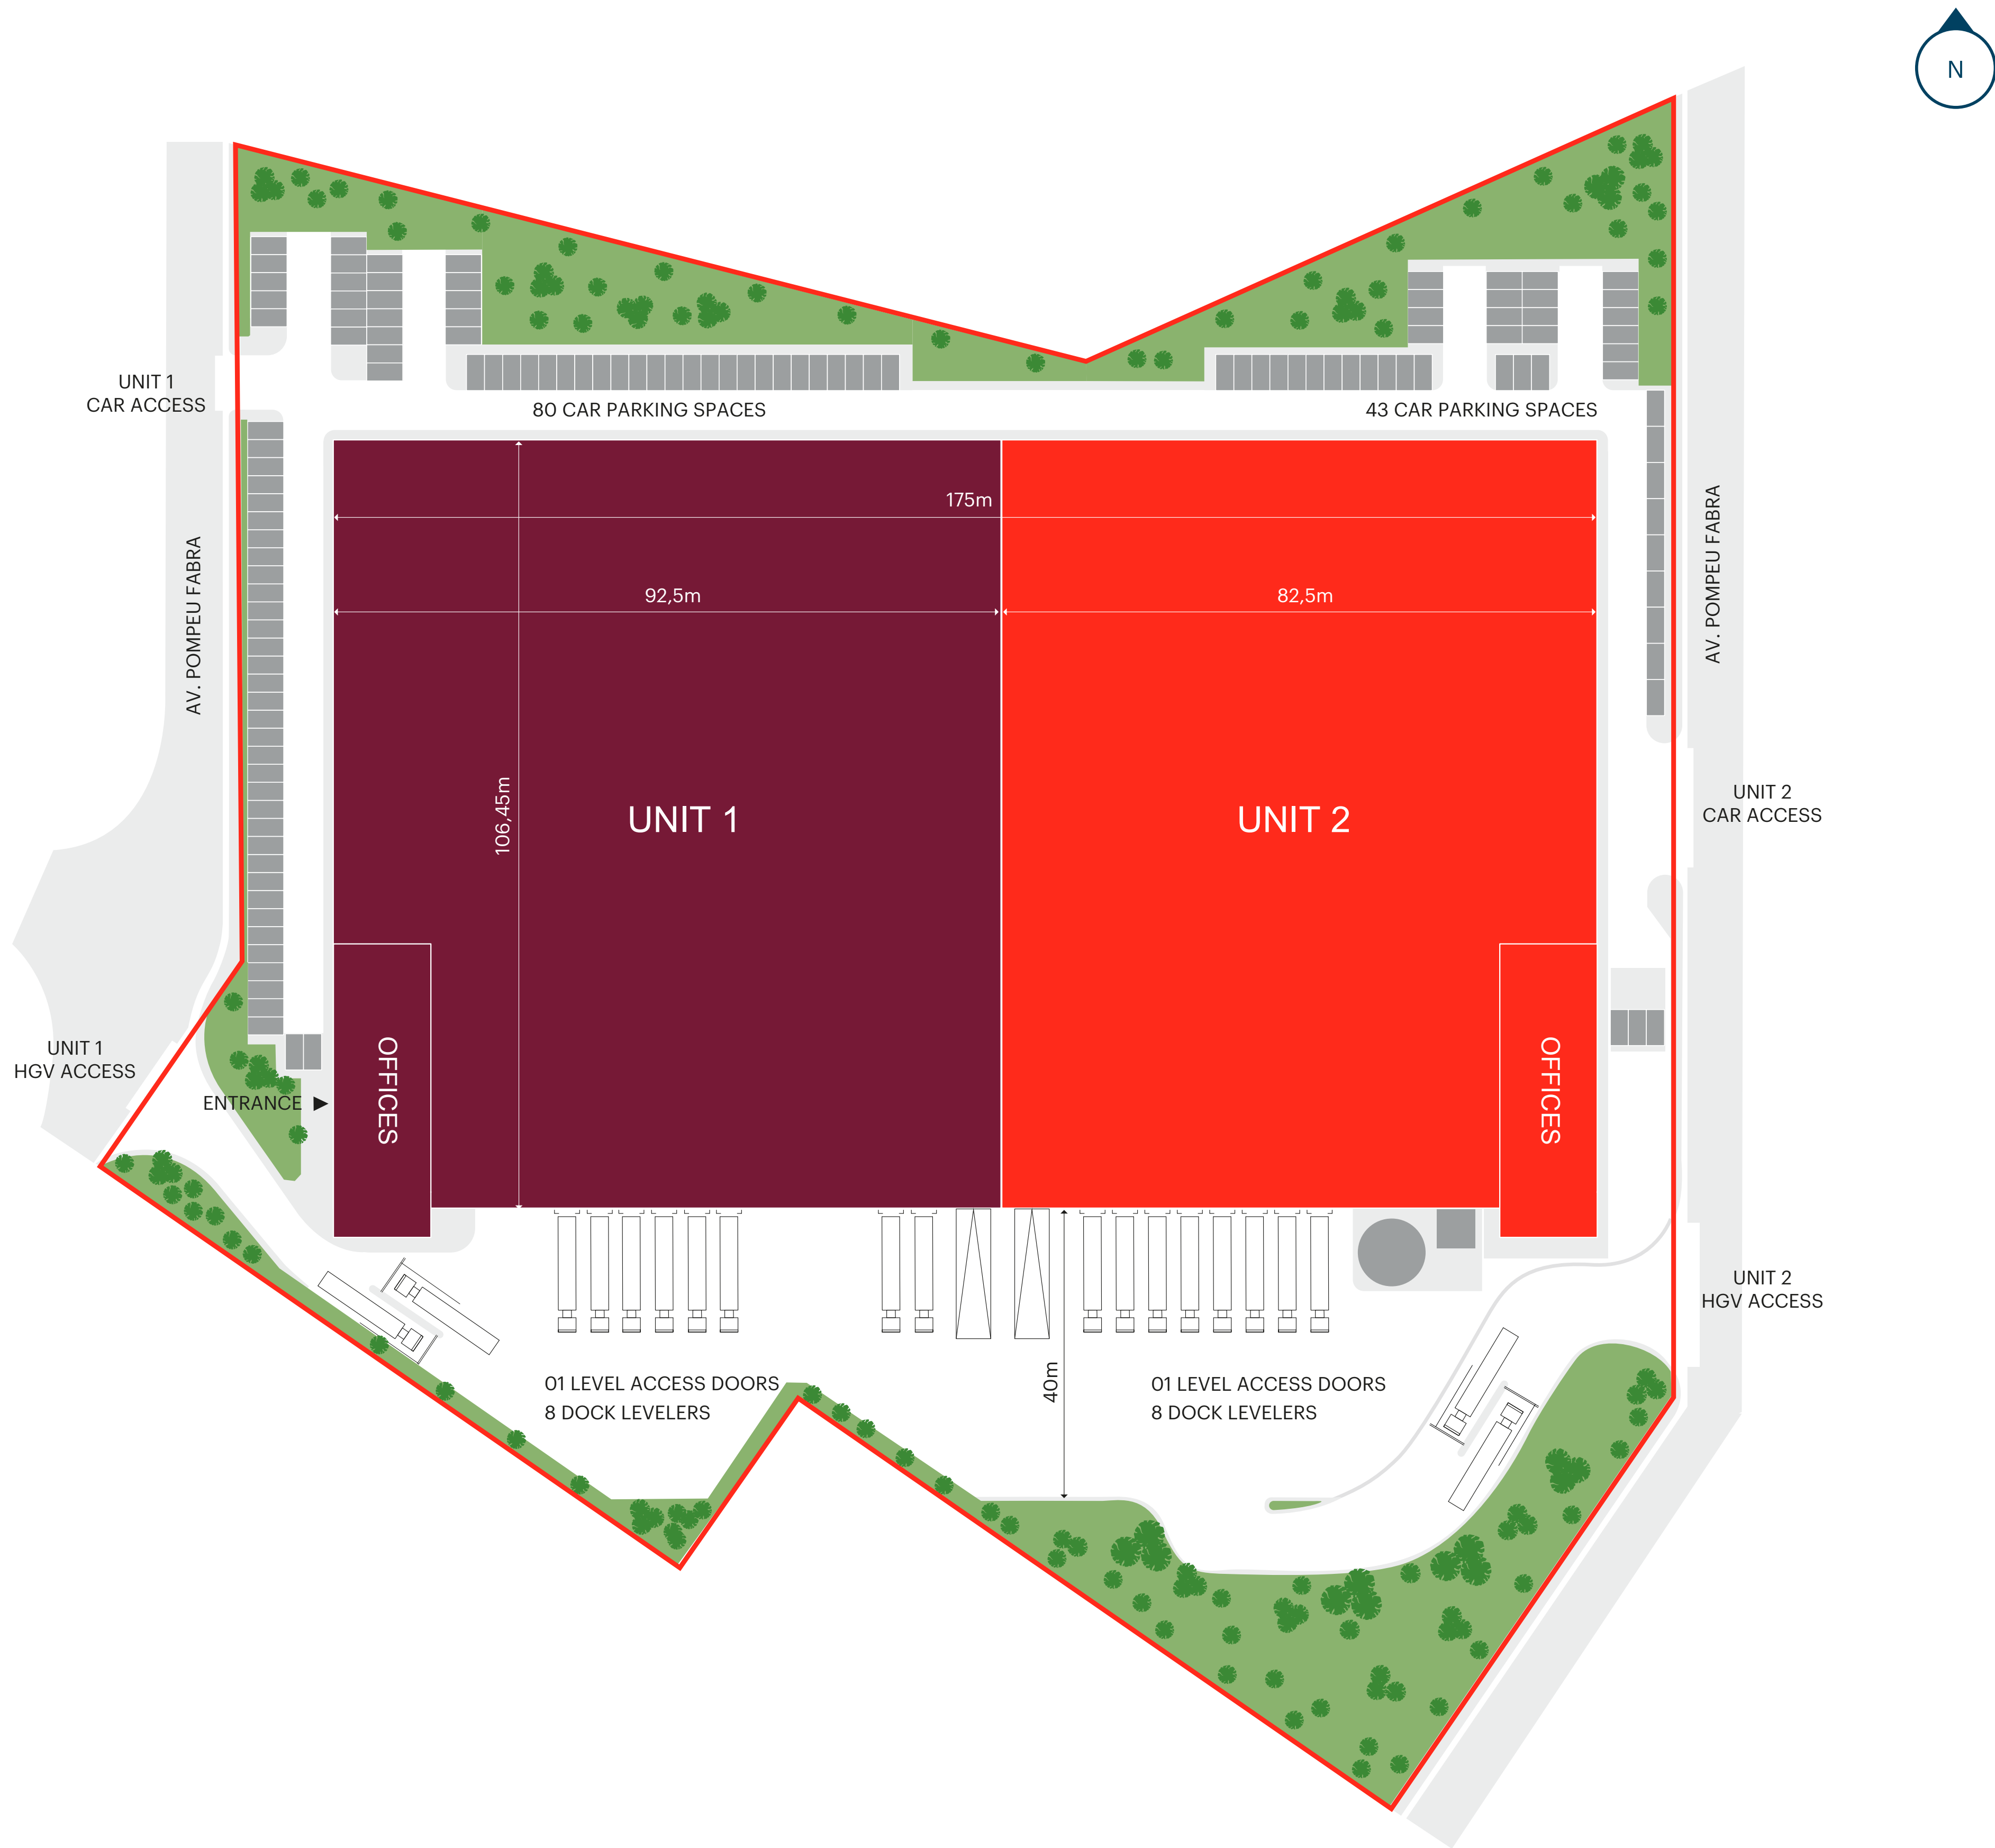 N
UNIT 1
CAR ACCESS
80 CAR PARKING SPACES
43 CAR PARKING SPACES
175m
92,5m
82,5m
AV. POMPEU FABRA
AV. POMPEU FABRA
106,45m
UNIT 1
UNIT 2
UNIT 2
CAR ACCESS
UNIT 1
HGV ACCESS
ENTRANCE
OFFICES
OFFICES
UNIT 2
HGV ACCESS
40m
01 LEVEL ACCESS DOORS
8 DOCK LEVELERS
01 LEVEL ACCESS DOORS
8 DOCK LEVELERS